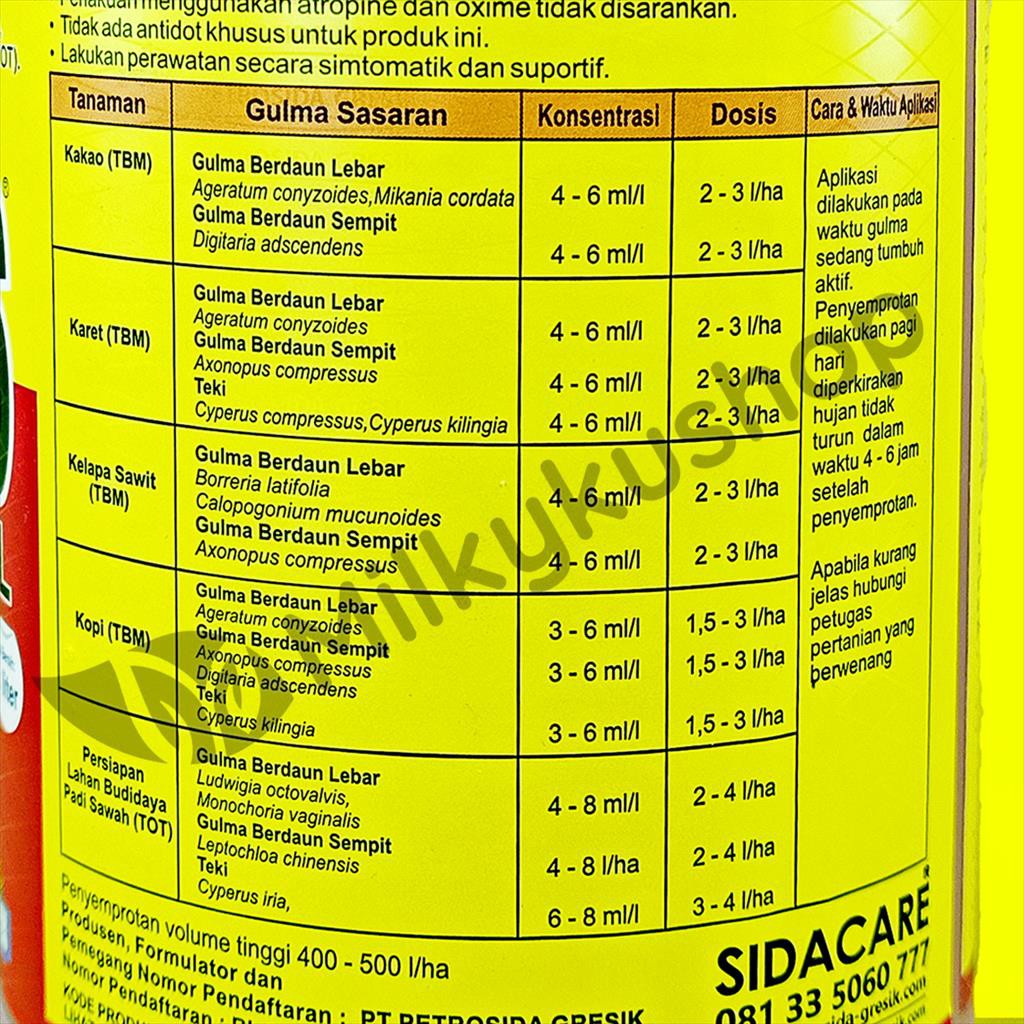 menggunakan atropine dan oxime tidak disarankan.
• Tidak ada antidot khusus untuk produk ini.
• Lakukan perawatan secara simtomatik dan suportif.
OT).
Tanaman Gulma Sasaran Konsentrasi Dosis Cara & Waktu Aplikasi
Kakao (TBM)
Gulma Berdaun Lebar
Ageratum conyzoides, Mikania cordata 4 - 6 ml/l 2 - 3 l/ha
Gulma Berdaun Sempit
Digitaria adscendens 4 - 6 ml/l 2 - 3 l/ha
Karet (TBM)
Gulma Berdaun Lebar
Ageratum conyzoides 4 - 6 ml/l 2 - 3 l/ha
Gulma Berdaun Sempit
Axonopus compressus 4 - 6 ml/l 2 - 3 l/ha
Teki
Cyperus compressus, Cyperus kilingia 4 - 6 ml/l 2 - 3 l/ha
Kelapa Sawit
(TBM)
Gulma Berdaun Lebar
Borreria latifolia
Calopogonium mucunoides 4 - 6 ml/l 2 - 3 l/ha
Gulma Berdaun Sempit
Axonopus compressus 4 - 6 ml/l 2 - 3 l/ha
Kopi (TBM)
Gulma Berdaun Lebar
Ageratum conyzoides 3 - 6 ml/l 1,5 - 3 l/ha
Gulma Berdaun Sempit
Axonopus compressus 3 - 6 ml/l 1,5 - 3 l/ha
Digitaria adscendens
Teki
Cyperus kilingia 3 - 6 ml/l 1,5 - 3 l/ha
Persiapan
Lahan Budidaya
Padi Sawah (TOT)
Gulma Berdaun Lebar
Ludwigia octovalvis,
Monochoria vaginalis 4 - 8 ml/l 2 - 4 l/ha
Gulma Berdaun Sempit
Leptochloa chinensis 4 - 8 l/ha 2 - 4 l/ha
Teki
Cyperus iria, 6 - 8 ml/l 3 - 4 l/ha
Aplikasi
dilakukan pada
waktu gulma
sedang tumbuh
aktif.
Penyemprotan
dilakukan pagi
hari
diperkirakan
hujan tidak
turun dalam
waktu 4 - 6 jam
setelah
penyemprotan.
Apabila kurang
jelas hubungi
petugas
pertanian yang
berwenang
Milkykushop
Penyemprotan volume tinggi 400 - 500 l/ha
Produsen, Formulator dan
Pemegang Nomor Pendaftaran : PT PETROSIDA GRESIK
Nomor Pendaftaran :
KODE
SIDACARE®
081 33 5060 777